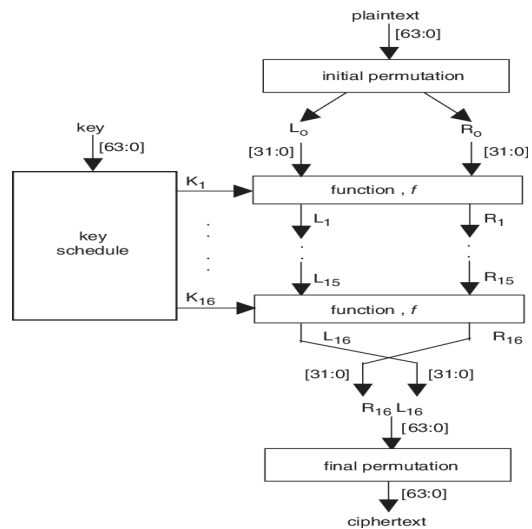 plaintext
[63:0]
initial permutation
key
[63:0]
L₀ R₀
[31:0] [31:0]
key
schedule
K₁
function , f
L₁ R₁
L₁₅ R₁₅
K₁₆
function , f
L₁₆ R₁₆
[31:0] [31:0]
R₁₆ L₁₆
[63:0]
final permutation
[63:0]
ciphertext